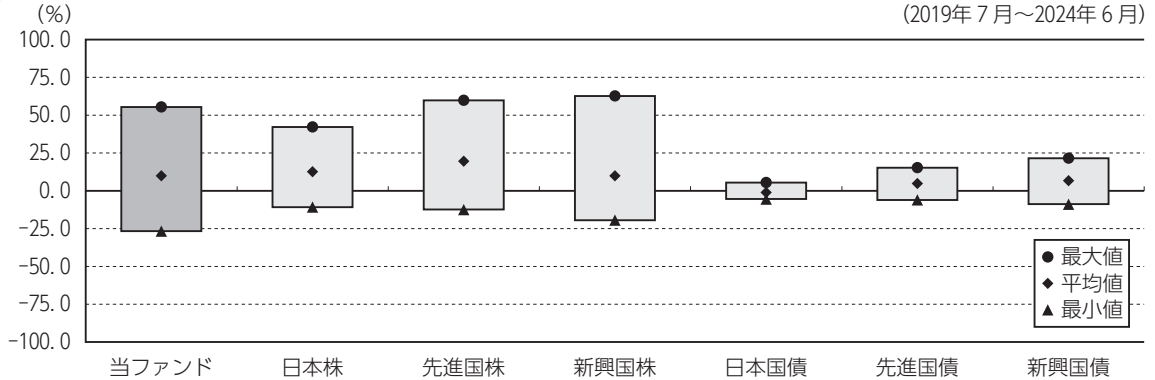 (%)
(2019年7月～2024年6月)
100.0
75.0
50.0
25.0
0.0
-25.0
-50.0
-75.0
-100.0
● 最大値
◆ 平均値
▲ 最小値
当ファンド 日本株 先進国株 新興国株 日本国債 先進国債 新興国債